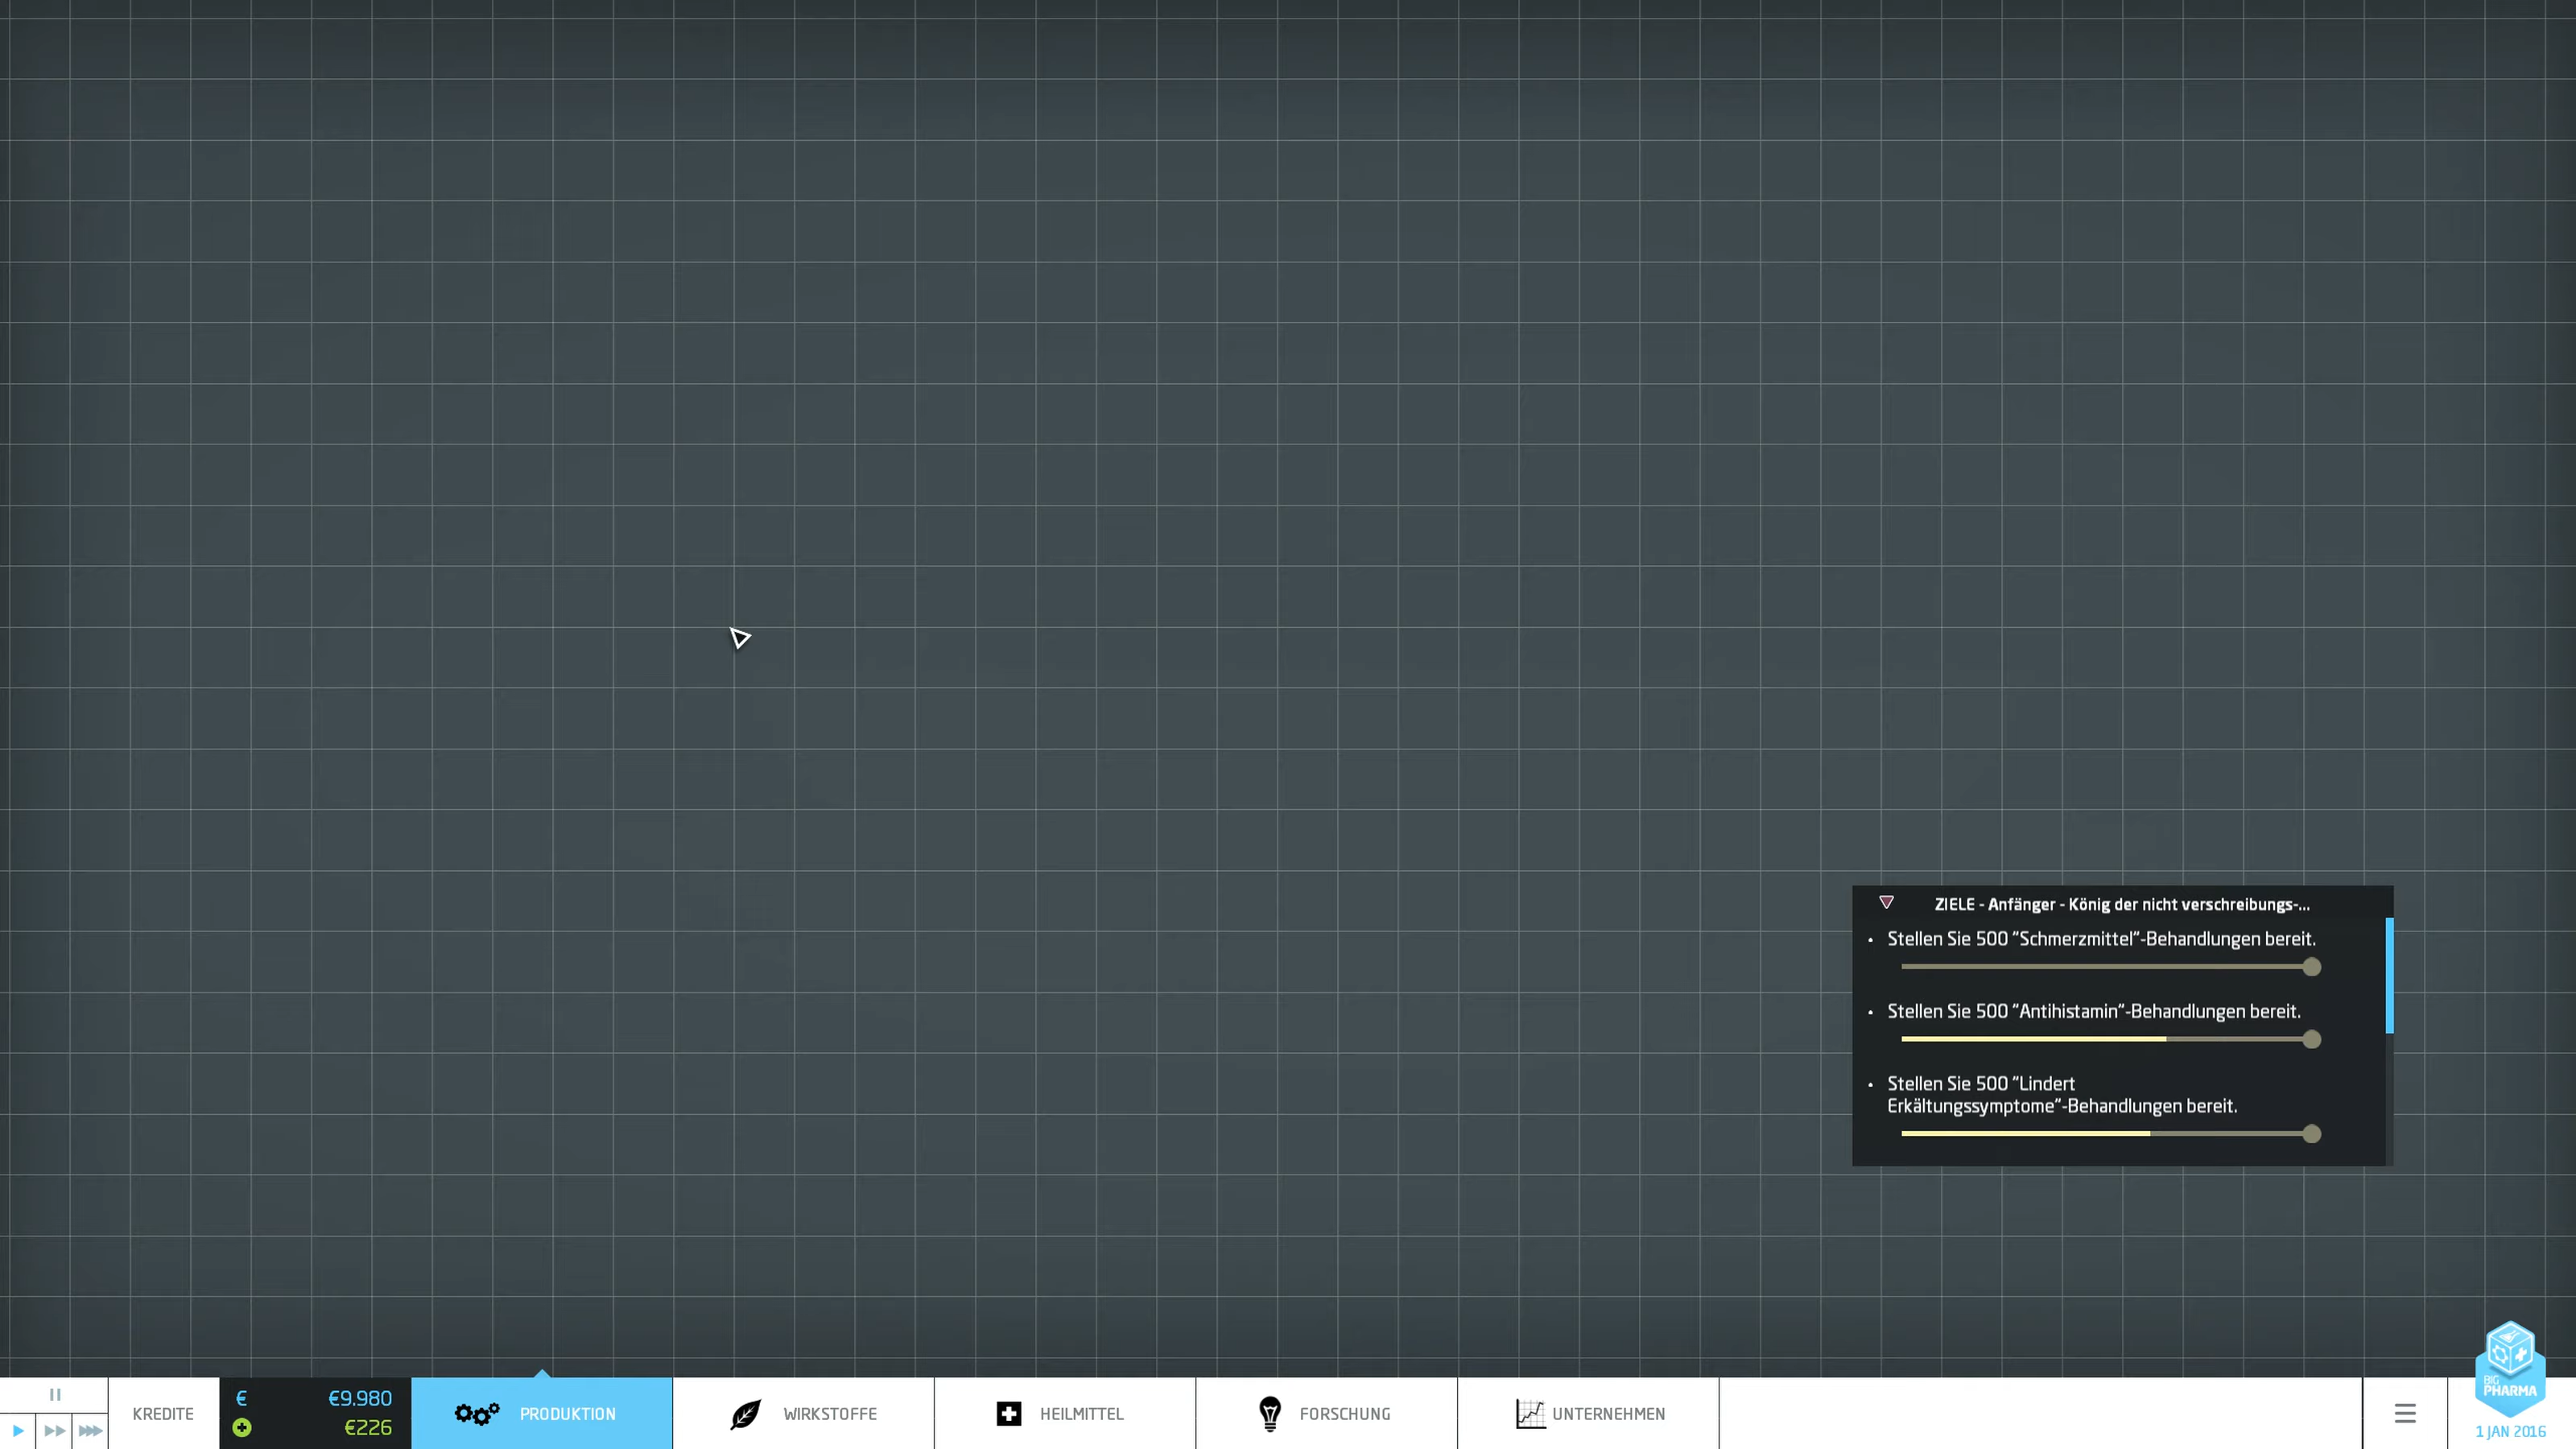 ZIELE - Anfänger - König der nicht verschreibungs-...
• Stellen Sie 500 "Schmerzmittel"-Behandlungen bereit.
• Stellen Sie 500 "Antihistamin"-Behandlungen bereit.
• Stellen Sie 500 "Lindert
Erkältungssymptome"-Behandlungen bereit.
KREDITE
€ €9.980
€226
PRODUKTION
WIRKSTOFFE
HEILMITTEL
FORSCHUNG
UNTERNEHMEN
BIG
PHARMA
1 JAN 2016